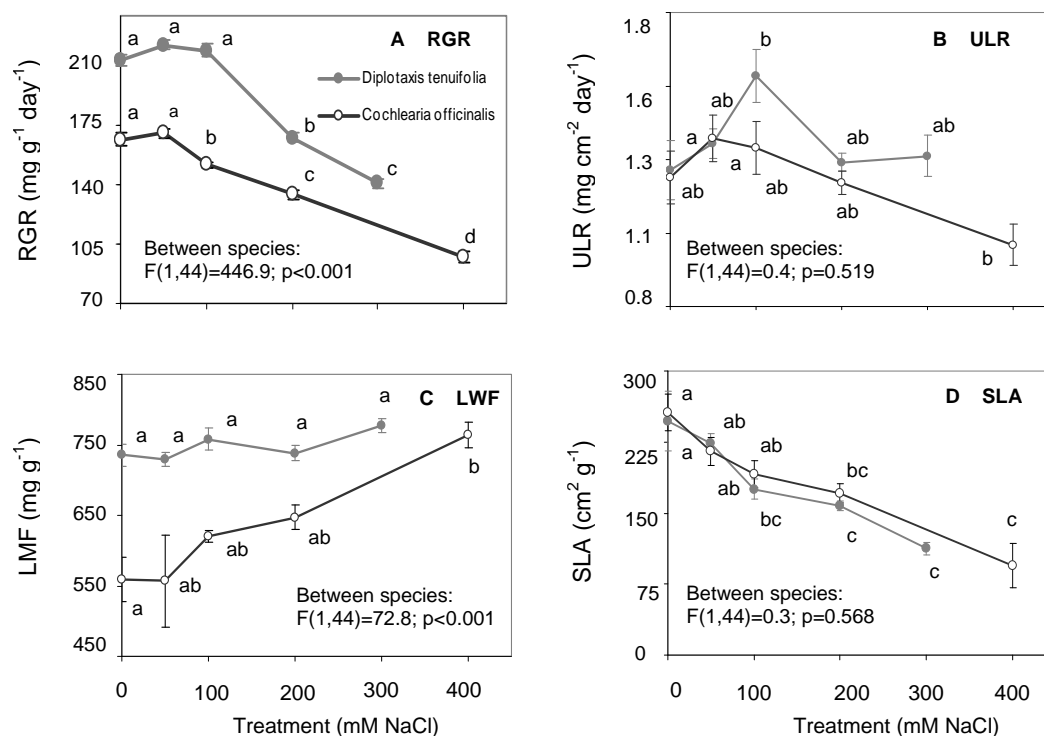 A RGR
Diplotaxis tenuifolia
Cochlearia officinalis
RGR (mg g-1 day-1)
210
175
140
105
70
a
a
a
b
c
a
a
b
c
d
Between species:
F(1,44)=446.9; p<0.001
B ULR
ULR (mg cm-2 day-1)
1.8
1.6
1.3
1.1
0.8
a
b
ab
ab
ab
ab
a
ab
ab
b
Between species:
F(1,44)=0.4; p=0.519
C LWF
LMF (mg g-1)
850
750
650
550
450
a
a
a
a
a
a
ab
ab
ab
b
Between species:
F(1,44)=72.8; p<0.001
0
100
200
300
400
Treatment (mM NaCl)
D SLA
SLA (cm2 g-1)
300
225
150
75
0
a
ab
ab
bc
c
a
ab
bc
c
c
Between species:
F(1,44)=0.3; p=0.568
0
100
200
300
400
Treatment (mM NaCl)